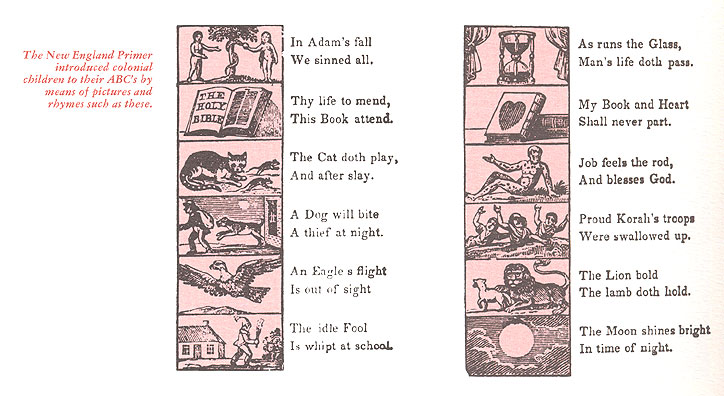 The New England Primer
introduced colonial
children to their ABC's by
means of pictures and
rhymes such as these.
In Adam's fall
We sinned all.
THE
HOLY
BIBLE
Thy life to mend,
This Book attend.
The Cat doth play,
And after slay.
A Dog will bite
A thief at night.
An Eagle s flight
Is out of sight
The idle Fool
Is whipt at school.
As runs the Glass,
Man's life doth pass.
My Book and Heart
Shall never part.
Job feels the rod,
And blesses God.
Proud Korah's troops
Were swallowed up.
The Lion bold
The lamb doth hold.
The Moon shines bright
In time of night.